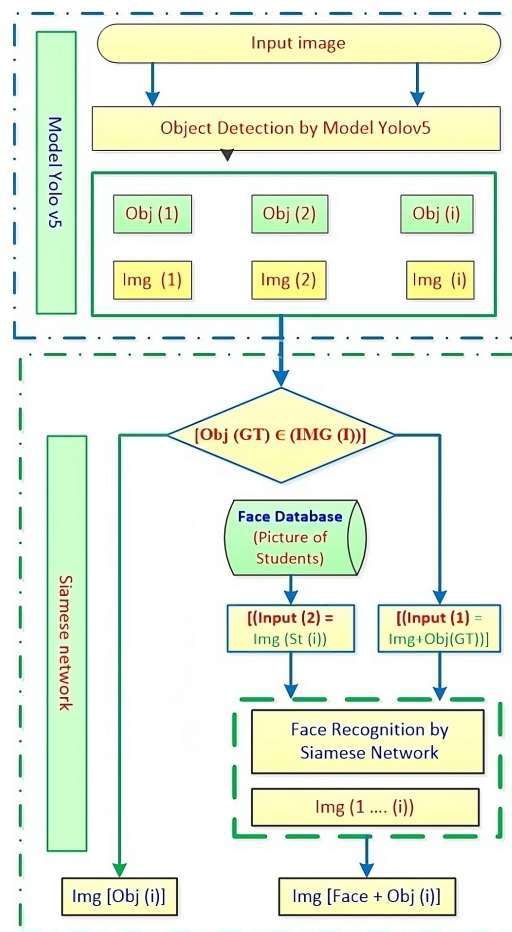 Input image
Model Yolo v5
Object Detection by Model Yolov5
Obj (1)
Obj (2)
Obj (i)
Img (1)
Img (2)
Img (i)
[Obj (GT) ∈ (IMG (I))]
Siamese network
Face Database
(Picture of
Students)
[(Input (2) =
Img (St (i))
[(Input (1) =
Img+Obj(GT))]
Face Recognition by
Siamese Network
Img (1 .... (i))
Img [Obj (i)]
Img [Face + Obj (i)]